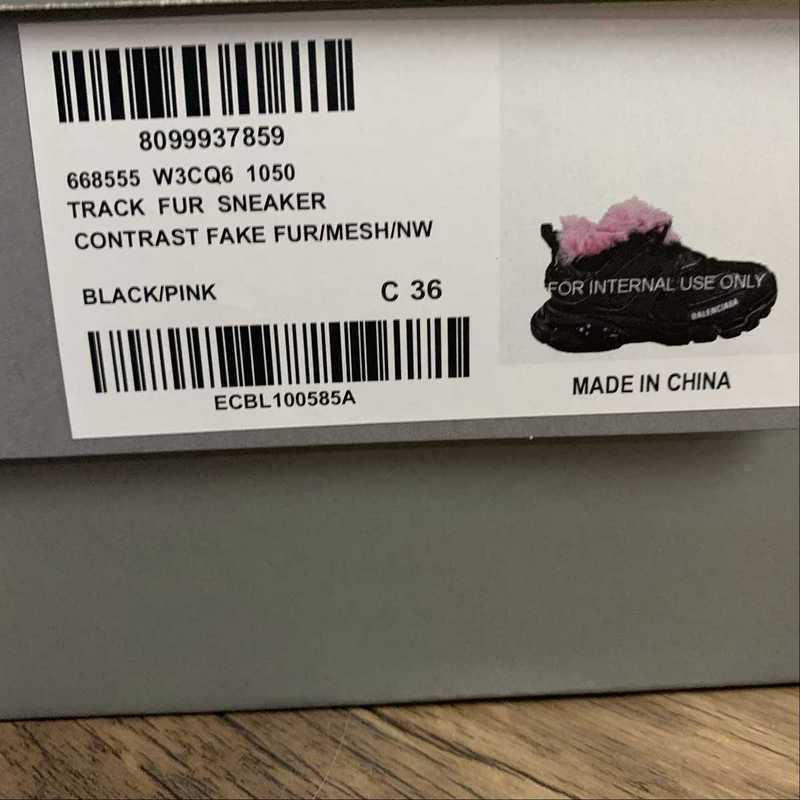 8099937859
668555 W3CQ6 1050
TRACK FUR SNEAKER
CONTRAST FAKE FUR/MESH/NW
BLACK/PINK C 36
ECBL100585A
FOR INTERNAL USE ONLY
BALENCIAGA
MADE IN CHINA